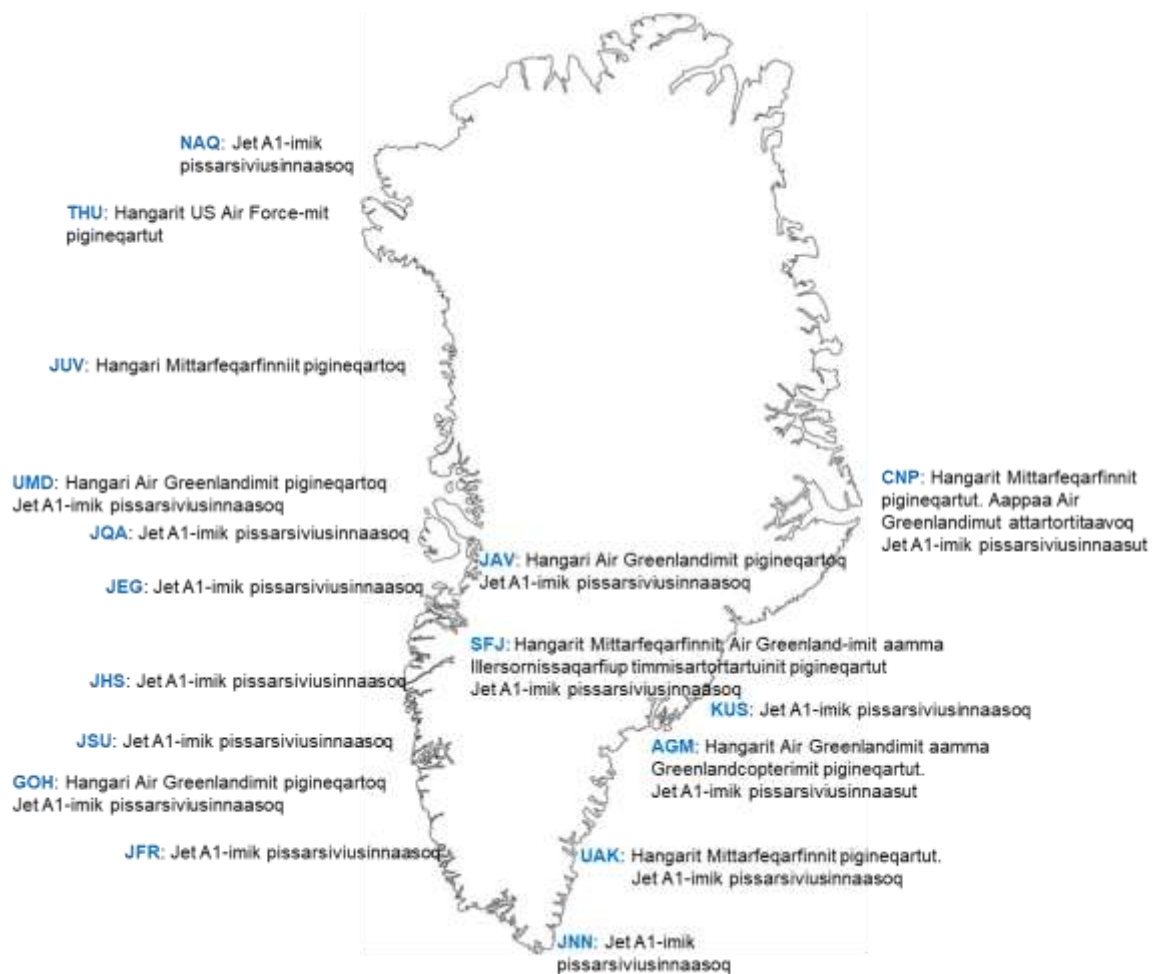 NAQ: Jet A1-imik
pissarsiviusinnaasoq
THU: Hangarit US Air Force-mit
pigineqartut
JUV: Hangari Mittarfeqarfinniit pigineqartoq
UMD: Hangari Air Greenlandimit pigineqartoq
Jet A1-imik pissarsiviusinnaasoq
CNP: Hangarit Mittarfeqarfinnit
pigineqartut. Aappaa Air
Greenlandimut attartortitaavoq
Jet A1-imik pissarsiviusinnaasut
JQA: Jet A1-imik pissarsiviusinnaasoq
JAV: Hangari Air Greenlandimit pigineqartoq
Jet A1-imik pissarsiviusinnaasoq
JEG: Jet A1-imik pissarsiviusinnaasoq
SFJ: Hangarit Mittarfeqarfinnit, Air Greenland-imit aamma
Illersornissaqarfiup timmisartortartuinit pigineqartut
Jet A1-imik pissarsiviusinnaasoq
JHS: Jet A1-imik pissarsiviusinnaasoq
KUS: Jet A1-imik pissarsiviusinnaasoq
JSU: Jet A1-imik pissarsiviusinnaasoq
AGM: Hangarit Air Greenlandimit aamma
Greenlandcopterimit pigineqartut.
Jet A1-imik pissarsiviusinnaasut
GOH: Hangari Air Greenlandimit pigineqartoq
Jet A1-imik pissarsiviusinnaasoq
JFR: Jet A1-imik pissarsiviusinnaasoq
UAK: Hangarit Mittarfeqarfinnit pigineqartut.
Jet A1-imik pissarsiviusinnaasoq
JNN: Jet A1-imik
pissarsiviusinnaasoq